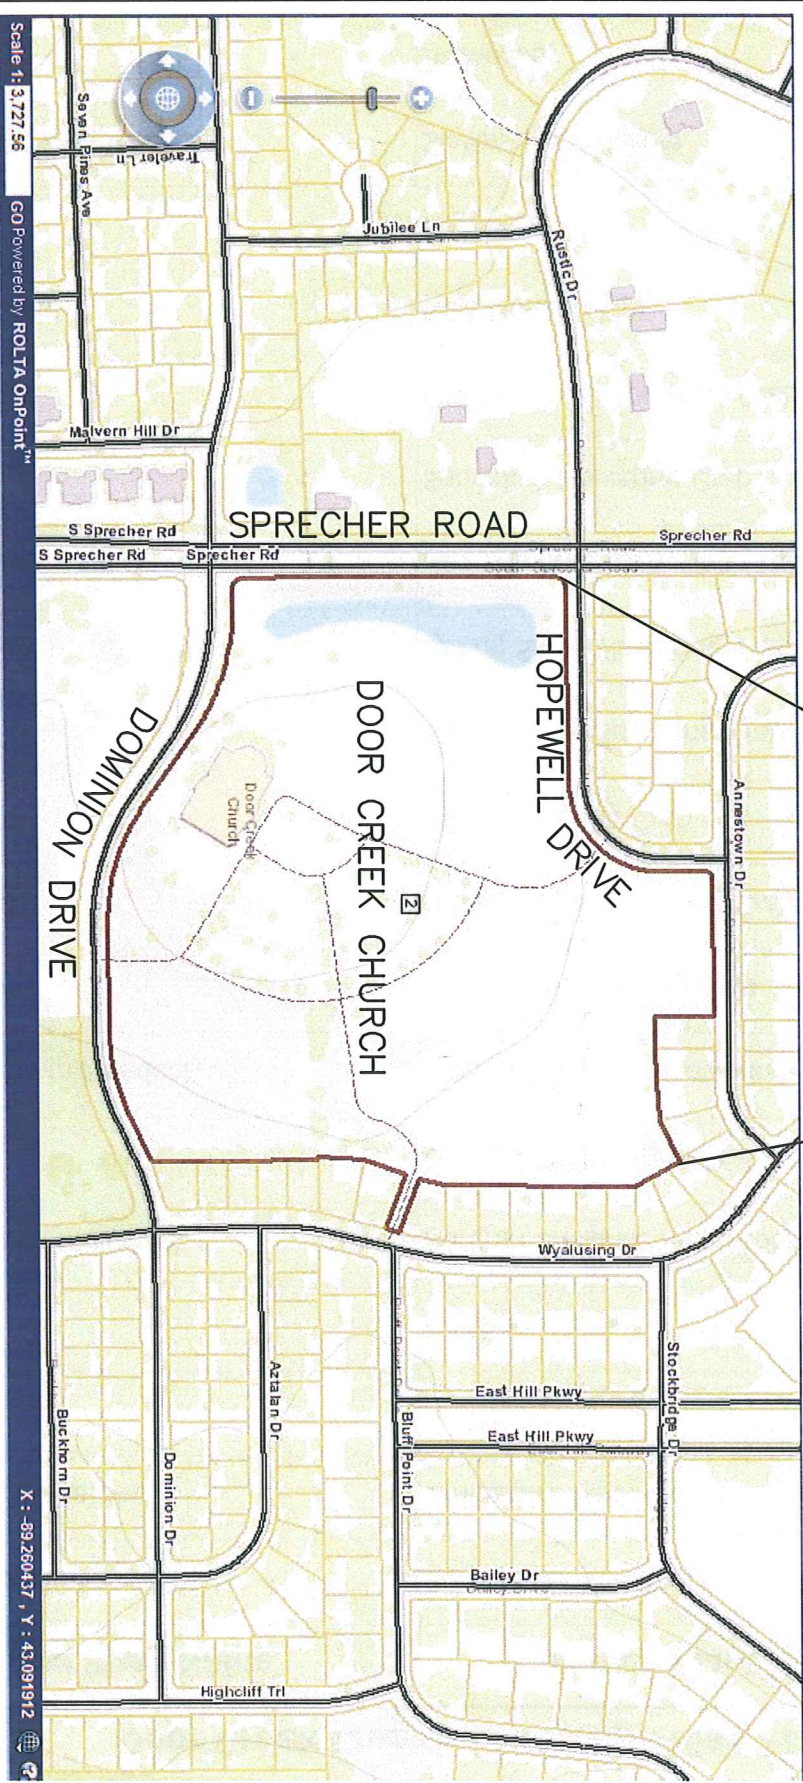 Rustic Dr
Jubilee Ln
Traveler Ln
Seven Pines Ave
Malvern Hill Dr
S Sprecher Rd
S Sprecher Rd
Sprecher Rd
Sprecher Rd
SPRECHER ROAD
HOPEWELL DRIVE
DOOR CREEK CHURCH
2
Door Creek
Church
DOMINION DRIVE
Annestown Dr
Wyalusing Dr
Stockbridge Dr
East Hill Pkwy
East Hill Pkwy
Bluff Point Dr
Bailey Dr
Aztalan Dr
Dominion Dr
Buckhorn Dr
Highcliff Trl
Scale 1: 3,727.56 GO Powered by ROLTA OnPoint™
X : -89.260437 , Y : 43.091912